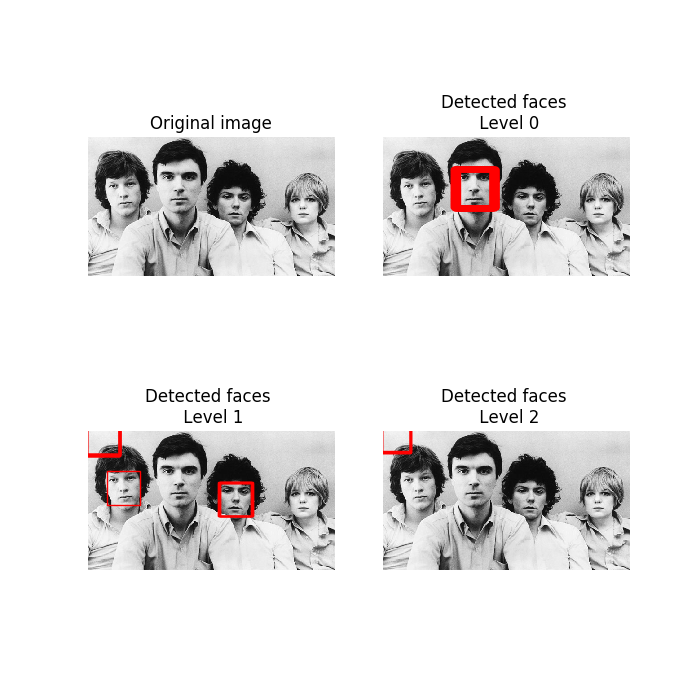 Original image
Detected faces
Level 0
Detected faces
Level 1
Detected faces
Level 2